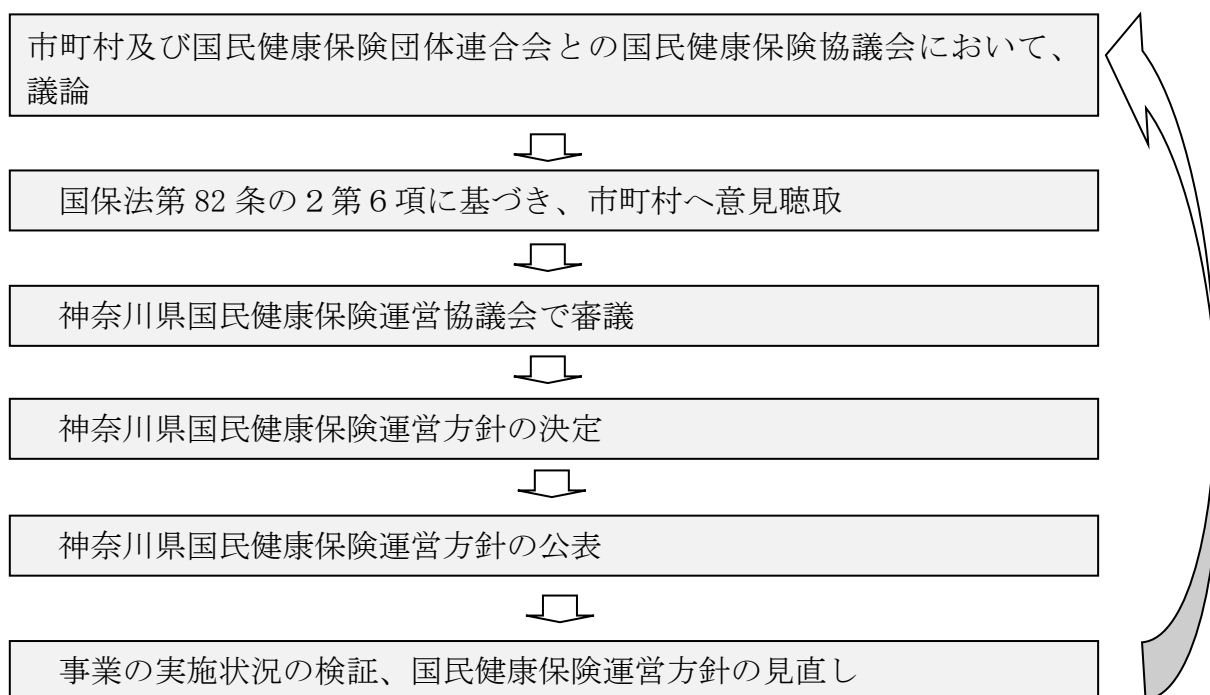 市町村及び国民健康保険団体連合会との国民健康保険協議会において、
議論
国保法第 82 条の２第６項に基づき、市町村へ意見聴取
神奈川県国民健康保険運営協議会で審議
神奈川県国民健康保険運営方針の決定
神奈川県国民健康保険運営方針の公表
事業の実施状況の検証、国民健康保険運営方針の見直し